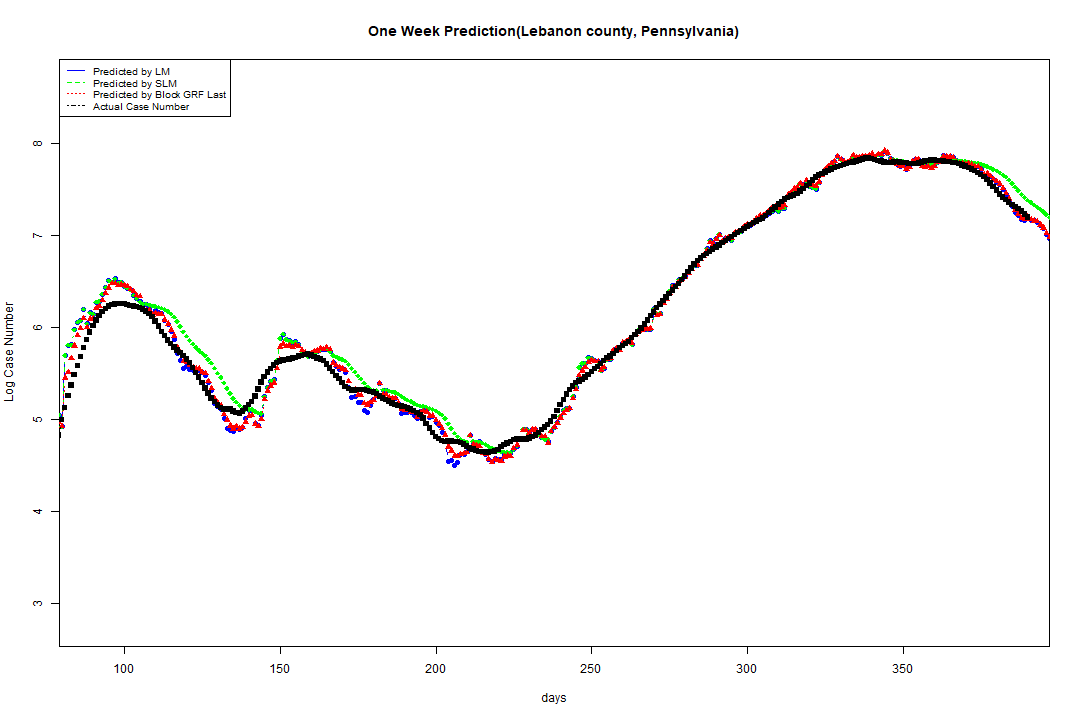 One Week Prediction(Lebanon county, Pennsylvania)
Predicted by LM
Predicted by SLM
Predicted by Block GRF Last
Actual Case Number
8
7
6
5
4
3
Log Case Number
100 150 200 250 300 350
days